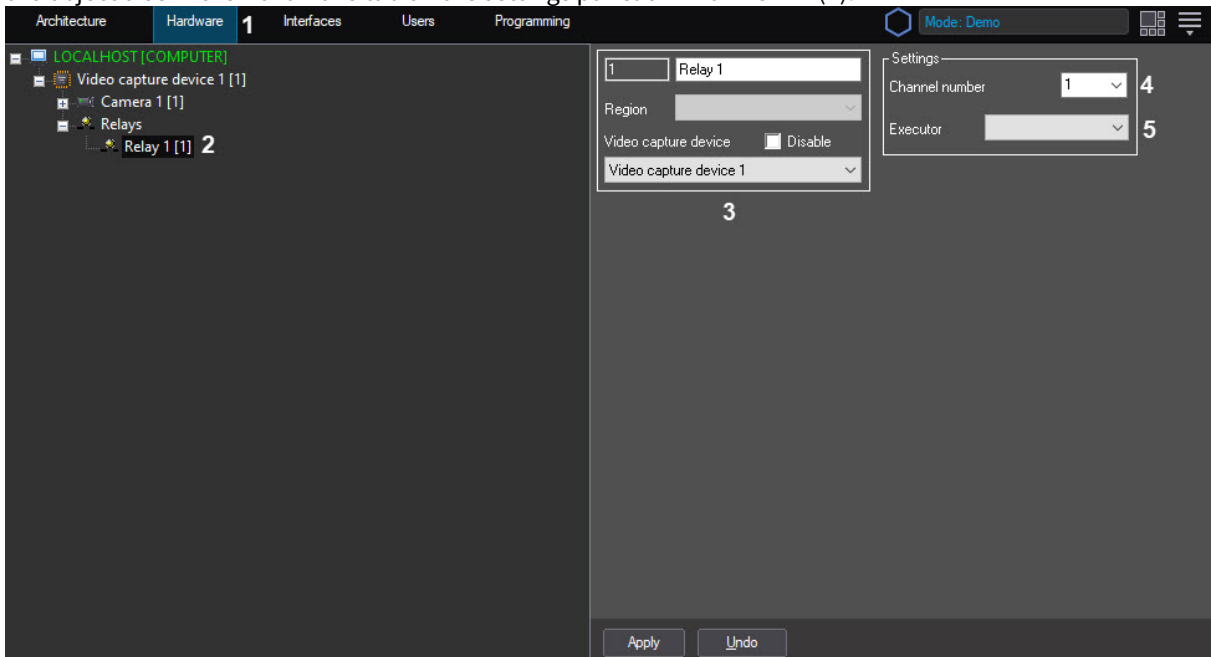 Architecture Hardware 1 Interfaces Users Programming Mode: Demo
LOCALHOST [COMPUTER]
Video capture device 1 [1]
Camera 1 [1]
Relays
Relay 1 [1] 2
1 Relay 1
Region
Video capture device Disable
Video capture device 1
3
Settings
Channel number 1 4
Executor 5
Apply Undo